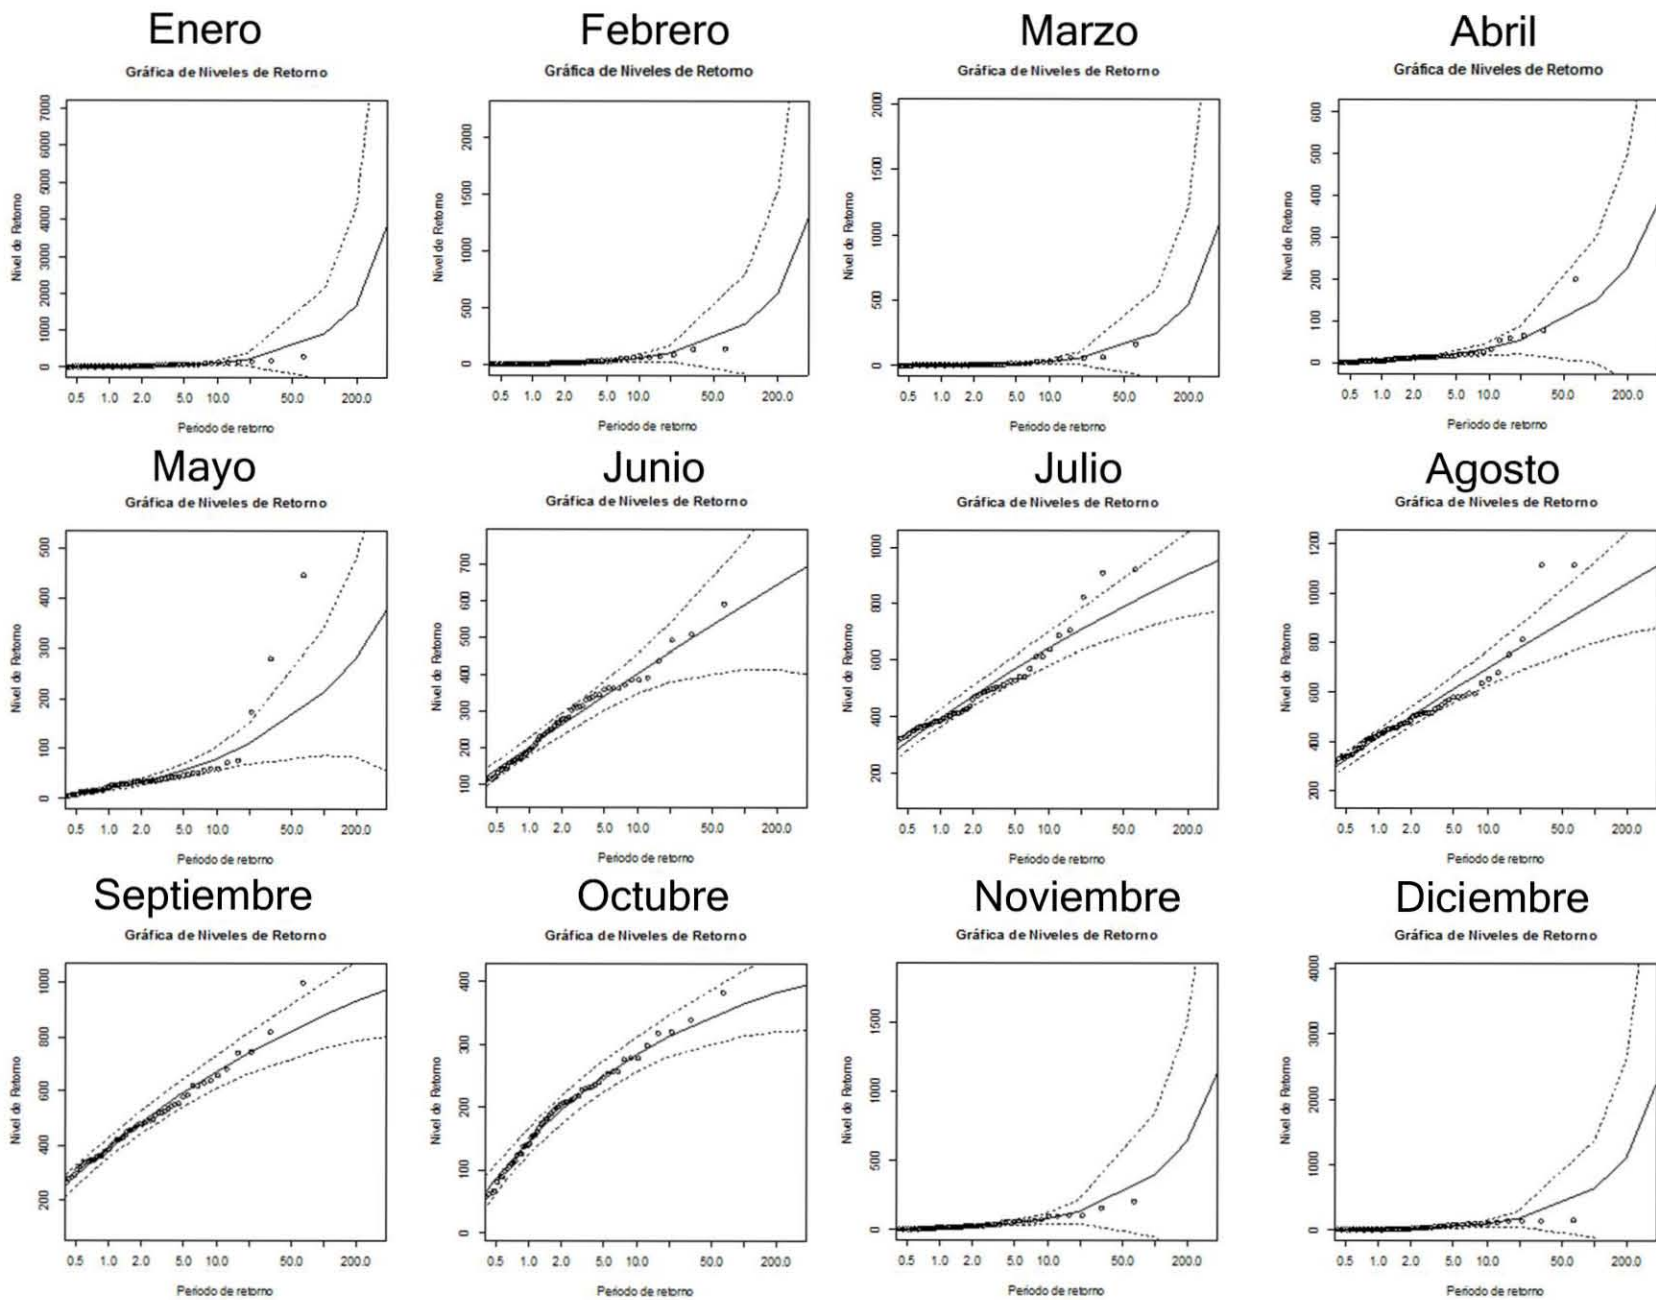 Enero
Gráfica de Niveles de Retorno
Nivel de Retorno
7000
6000
5000
4000
3000
2000
1000
0
0.5 1.0 2.0 5.0 10.0 50.0 200.0
Periodo de retorno
Febrero
Gráfica de Niveles de Retorno
Nivel de Retorno
2000
1500
1000
500
0
0.5 1.0 2.0 5.0 10.0 50.0 200.0
Periodo de retorno
Marzo
Gráfica de Niveles de Retorno
Nivel de Retorno
2000
1500
1000
500
0
0.5 1.0 2.0 5.0 10.0 50.0 200.0
Periodo de retorno
Abril
Gráfica de Niveles de Retorno
Nivel de Retorno
600
500
400
300
200
100
0
0.5 1.0 2.0 5.0 10.0 50.0 200.0
Periodo de retorno
Mayo
Gráfica de Niveles de Retorno
Nivel de Retorno
500
400
300
200
100
0
0.5 1.0 2.0 5.0 10.0 50.0 200.0
Periodo de retorno
Junio
Gráfica de Niveles de Retorno
Nivel de Retorno
700
600
500
400
300
200
100
0.5 1.0 2.0 5.0 10.0 50.0 200.0
Periodo de retorno
Julio
Gráfica de Niveles de Retorno
Nivel de Retorno
1000
800
600
400
200
0.5 1.0 2.0 5.0 10.0 50.0 200.0
Periodo de retorno
Agosto
Gráfica de Niveles de Retorno
Nivel de Retorno
1200
1000
800
600
400
200
0.5 1.0 2.0 5.0 10.0 50.0 200.0
Periodo de retorno
Septiembre
Gráfica de Niveles de Retorno
Nivel de Retorno
1000
800
600
400
200
0.5 1.0 2.0 5.0 10.0 50.0 200.0
Periodo de retorno
Octubre
Gráfica de Niveles de Retorno
Nivel de Retorno
400
300
200
100
0
0.5 1.0 2.0 5.0 10.0 50.0 200.0
Periodo de retorno
Noviembre
Gráfica de Niveles de Retorno
Nivel de Retorno
1500
1000
500
0
0.5 1.0 2.0 5.0 10.0 50.0 200.0
Periodo de retorno
Diciembre
Gráfica de Niveles de Retorno
Nivel de Retorno
4000
3000
2000
1000
0
0.5 1.0 2.0 5.0 10.0 50.0 200.0
Periodo de retorno